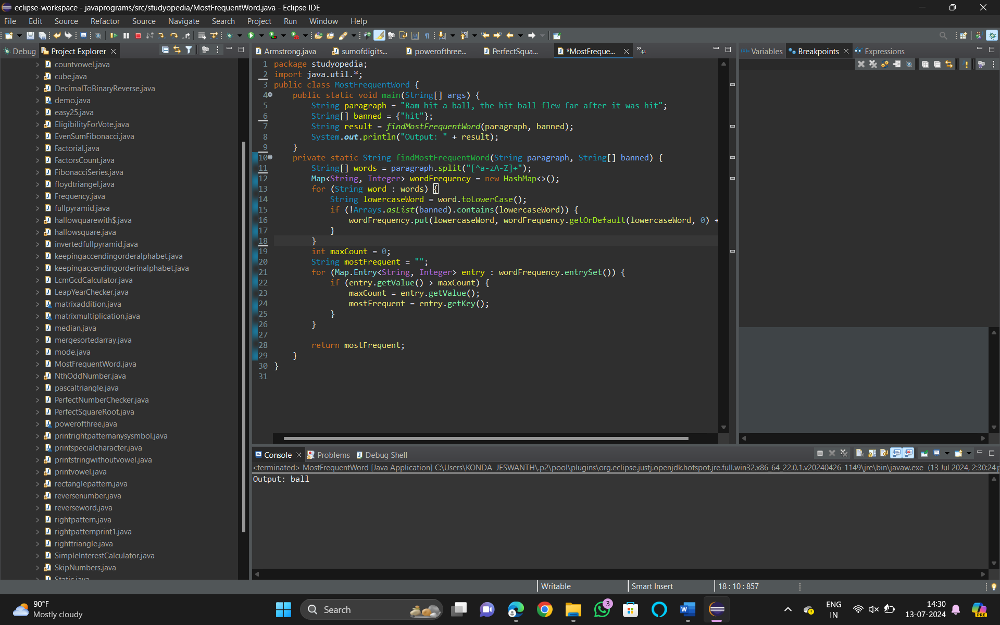 eclipse-workspace - javaprograms/src/studyopedia/MostFrequentWord.java - Eclipse IDE
File Edit Source Refactor Source Navigate Search Project Run Window Help
Debug Project Explorer
countvowel.java
cube.java
DecimalToBinaryReverse.java
demo.java
easy25.java
EligibilityForVote.java
EvenSumFibonacci.java
Factorial.java
FactorsCount.java
FibonacciSeries.java
floydtriangel.java
Frequency.java
fullpyramid.java
hallowquarewith$.java
hallowsquare.java
invertedfullpyramid.java
keepingaccendingorderalphabet.java
keepingaccendingorderinalphabet.java
LcmGcdCalculator.java
LeapYearChecker.java
matrixaddition.java
matrixmultiplication.java
median.java
mergesortedarray.java
mode.java
MostFrequentWord.java
NthOddNumber.java
pascaltriangle.java
PerfectNumberChecker.java
PerfectSquareRoot.java
powerofthree.java
printrightpatternanysysmbol.java
printspecialcharacter.java
printstringwithoutvowel.java
printvowel.java
rectanglepattern.java
reversenumber.java
reverseword.java
rightpattern.java
rightpatternprint1.java
righttriangle.java
SimpleInterestCalculator.java
SkipNumbers.java
Static.java
Armstrong.java sumofdigits... powerofthree... PerfectSqua... *MostFreque... »44
1 package studyopedia;
2 import java.util.*;
3 public class MostFrequentWord {
4 public static void main(String[] args) {
5 String paragraph = "Ram hit a ball, the hit ball flew far after it was hit";
6 String[] banned = {"hit"};
7 String result = findMostFrequentWord(paragraph, banned);
8 System.out.println("Output: " + result);
9 }
10 private static String findMostFrequentWord(String paragraph, String[] banned) {
11 String[] words = paragraph.split("[^a-zA-Z]+");
12 Map<String, Integer> wordFrequency = new HashMap<>();
13 for (String word : words) {
14 String lowercaseWord = word.toLowerCase();
15 if (!Arrays.asList(banned).contains(lowercaseWord)) {
16 wordFrequency.put(lowercaseWord, wordFrequency.getOrDefault(lowercaseWord, 0) +
17 }
18 }
19 int maxCount = 0;
20 String mostFrequent = "";
21 for (Map.Entry<String, Integer> entry : wordFrequency.entrySet()) {
22 if (entry.getValue() > maxCount) {
23 maxCount = entry.getValue();
24 mostFrequent = entry.getKey();
25 }
26 }
27
28 return mostFrequent;
29 }
30 }
31
Variables Breakpoints Expressions
Console Problems Debug Shell
<terminated> MostFrequentWord [Java Application] C:\Users\KONDA JESWANTH\.p2\pool\plugins\org.eclipse.justj.openjdk.hotspot.jre.full.win32.x86_64_22.0.1.v20240426-1149\jre\bin\javaw.exe (13 Jul 2024, 2:30:24 p
Output: ball
Writable Smart Insert 18 : 10 : 857
90°F
Mostly cloudy
Search
3
ENG
IN
14:30
13-07-2024
PRE